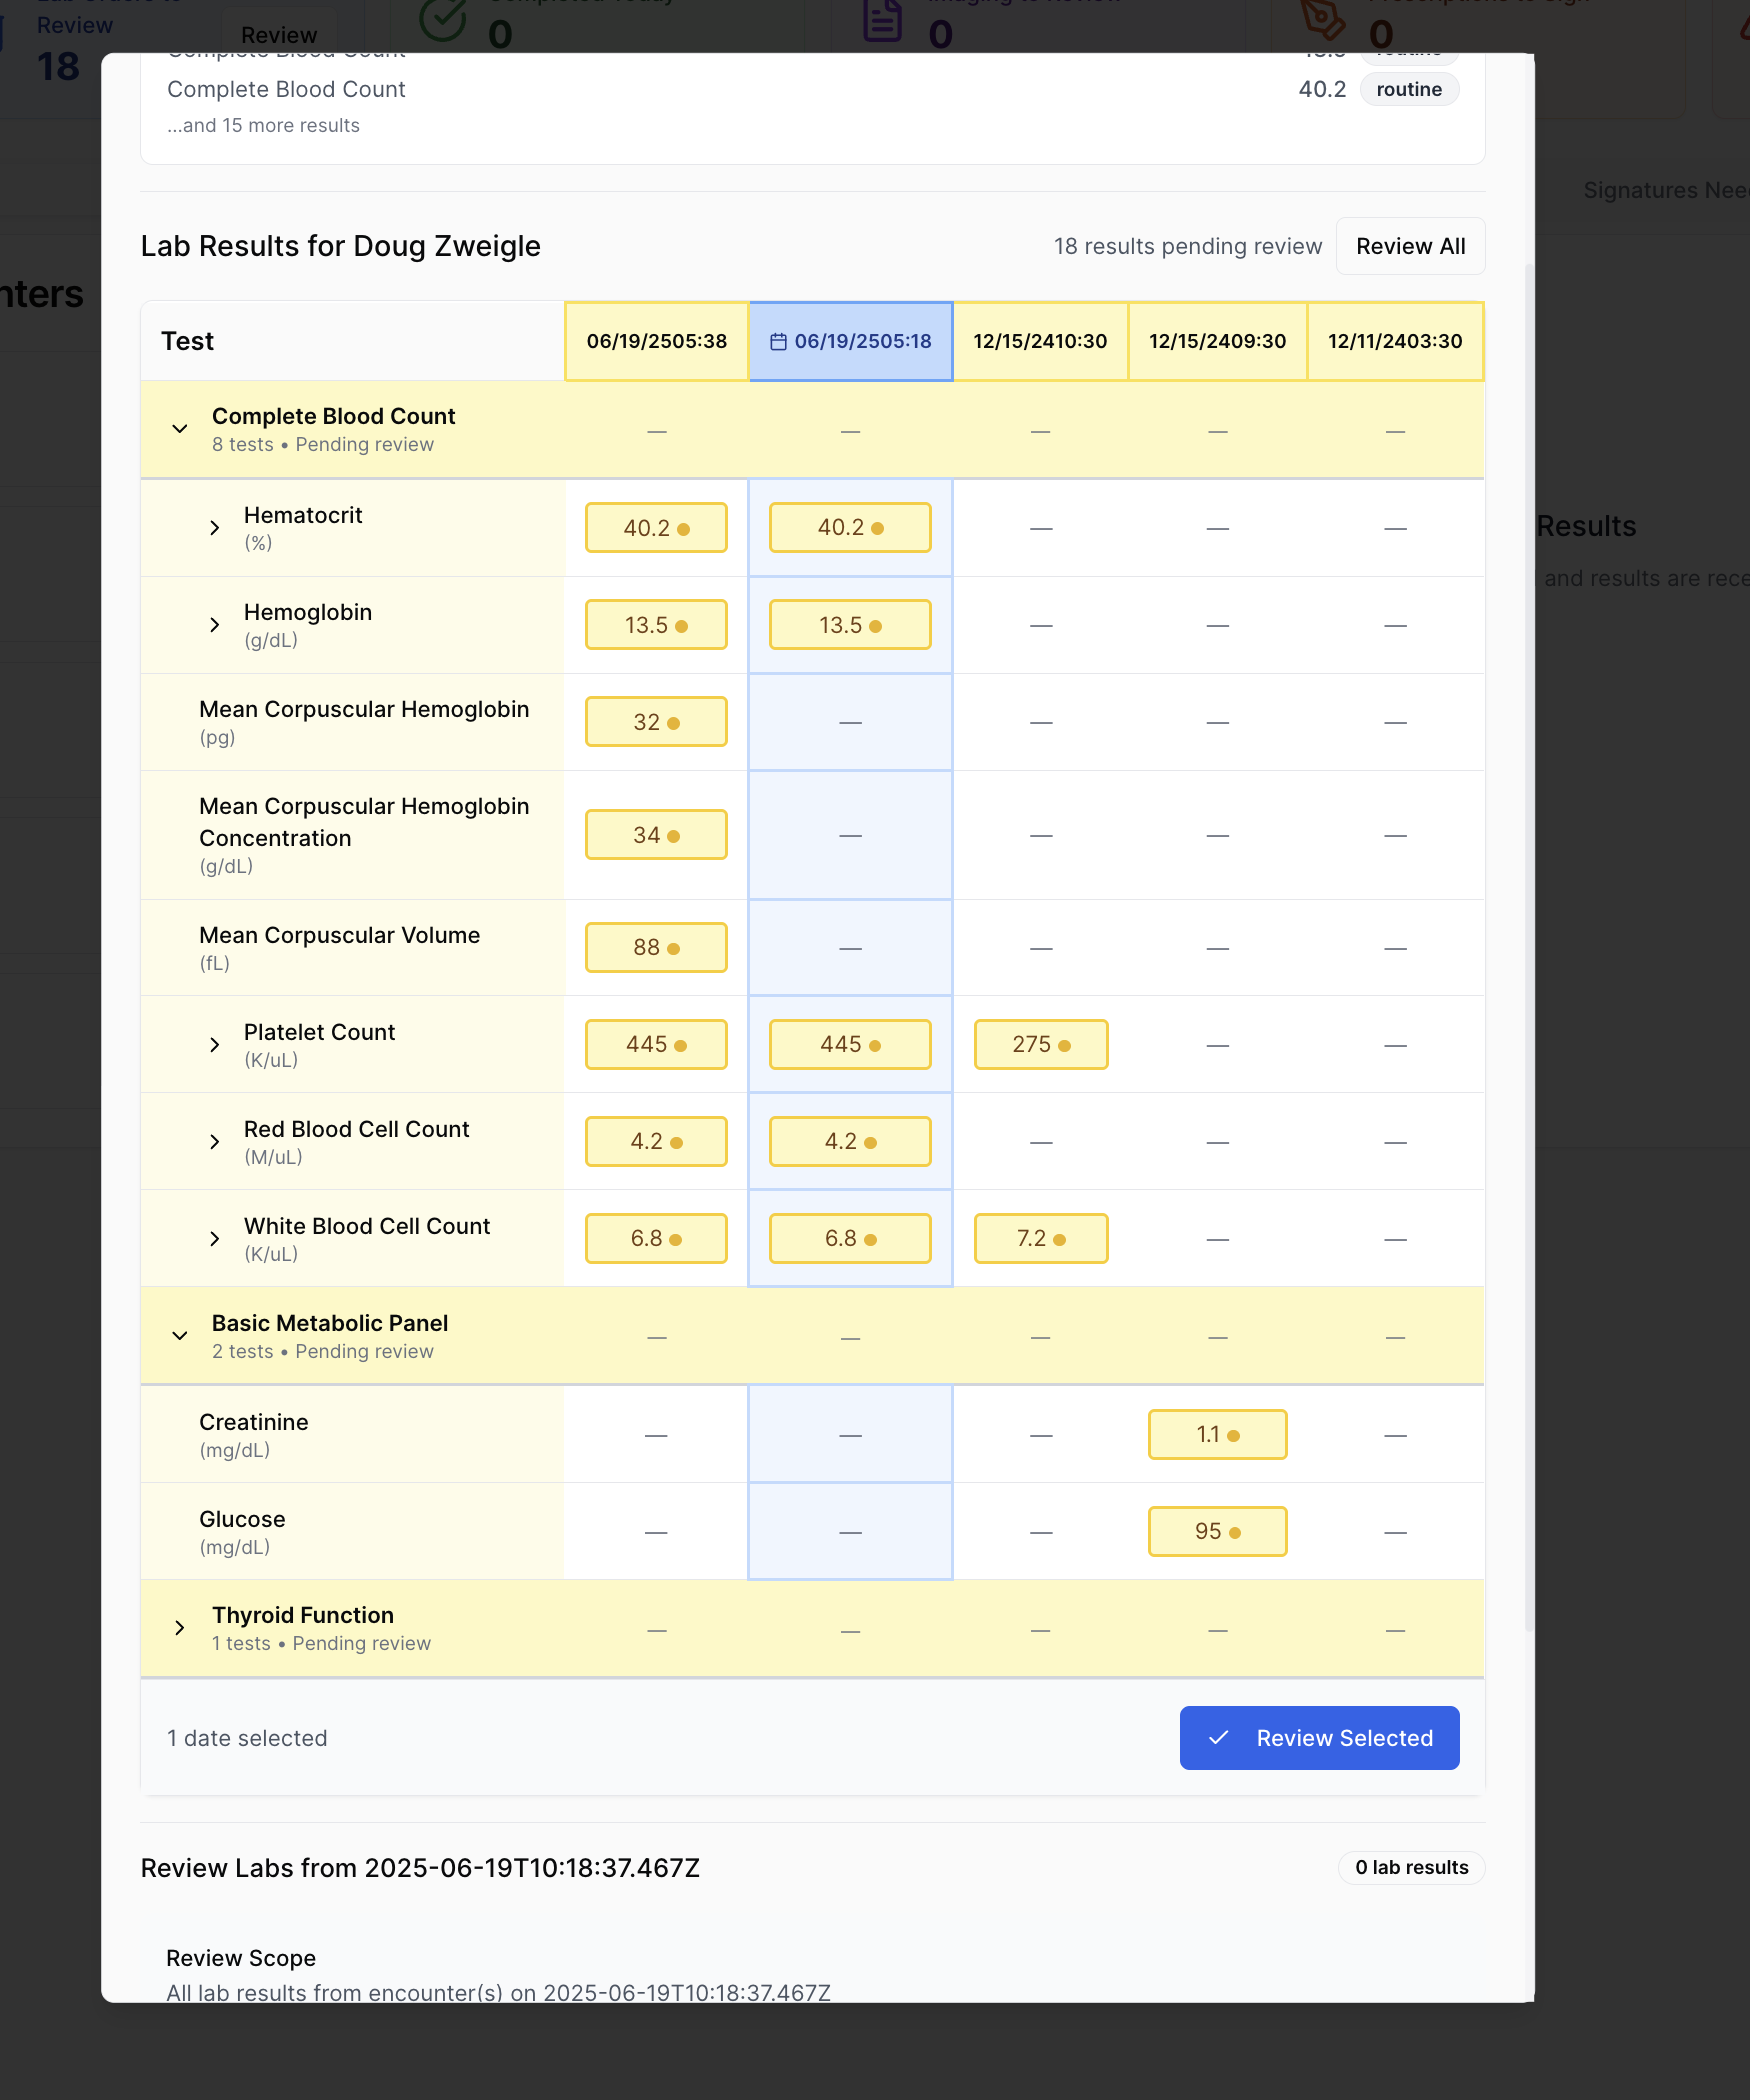 Review
18
Review
0
0
0
Complete Blood Count 40.2 routine
...and 15 more results
Signatures Nee
Lab Results for Doug Zweigle 18 results pending review Review All
nters
Test 06/19/2505:38 06/19/2505:18 12/15/2410:30 12/15/2409:30 12/11/2403:30
Complete Blood Count — — — — —
8 tests • Pending review
Hematocrit 40.2 40.2 — — —
(%)
Results
and results are rece
Hemoglobin 13.5 13.5 — — —
(g/dL)
Mean Corpuscular Hemoglobin 32 — — — —
(pg)
Mean Corpuscular Hemoglobin
Concentration 34 — — — —
(g/dL)
Mean Corpuscular Volume 88 — — — —
(fL)
Platelet Count 445 445 275 — —
(K/uL)
Red Blood Cell Count 4.2 4.2 — — —
(M/uL)
White Blood Cell Count 6.8 6.8 7.2 — —
(K/uL)
Basic Metabolic Panel — — — — —
2 tests • Pending review
Creatinine — — — 1.1 —
(mg/dL)
Glucose — — — 95 —
(mg/dL)
Thyroid Function — — — — —
1 tests • Pending review
1 date selected Review Selected
Review Labs from 2025-06-19T10:18:37.467Z 0 lab results
Review Scope
All lab results from encounter(s) on 2025-06-19T10:18:37.467Z